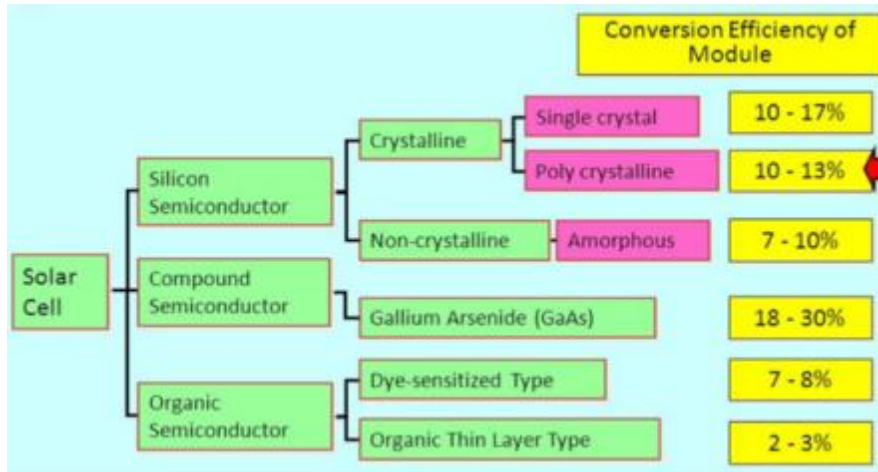 Conversion Efficiency of
Module
Single crystal
10 - 17%
Crystalline
Poly crystalline
10 - 13%
Silicon
Semiconductor
Non-crystalline
Amorphous
7 - 10%
Solar
Cell
Compound
Semiconductor
Gallium Arsenide (GaAs)
18 - 30%
Dye-sensitized Type
7 - 8%
Organic
Semiconductor
Organic Thin Layer Type
2 - 3%